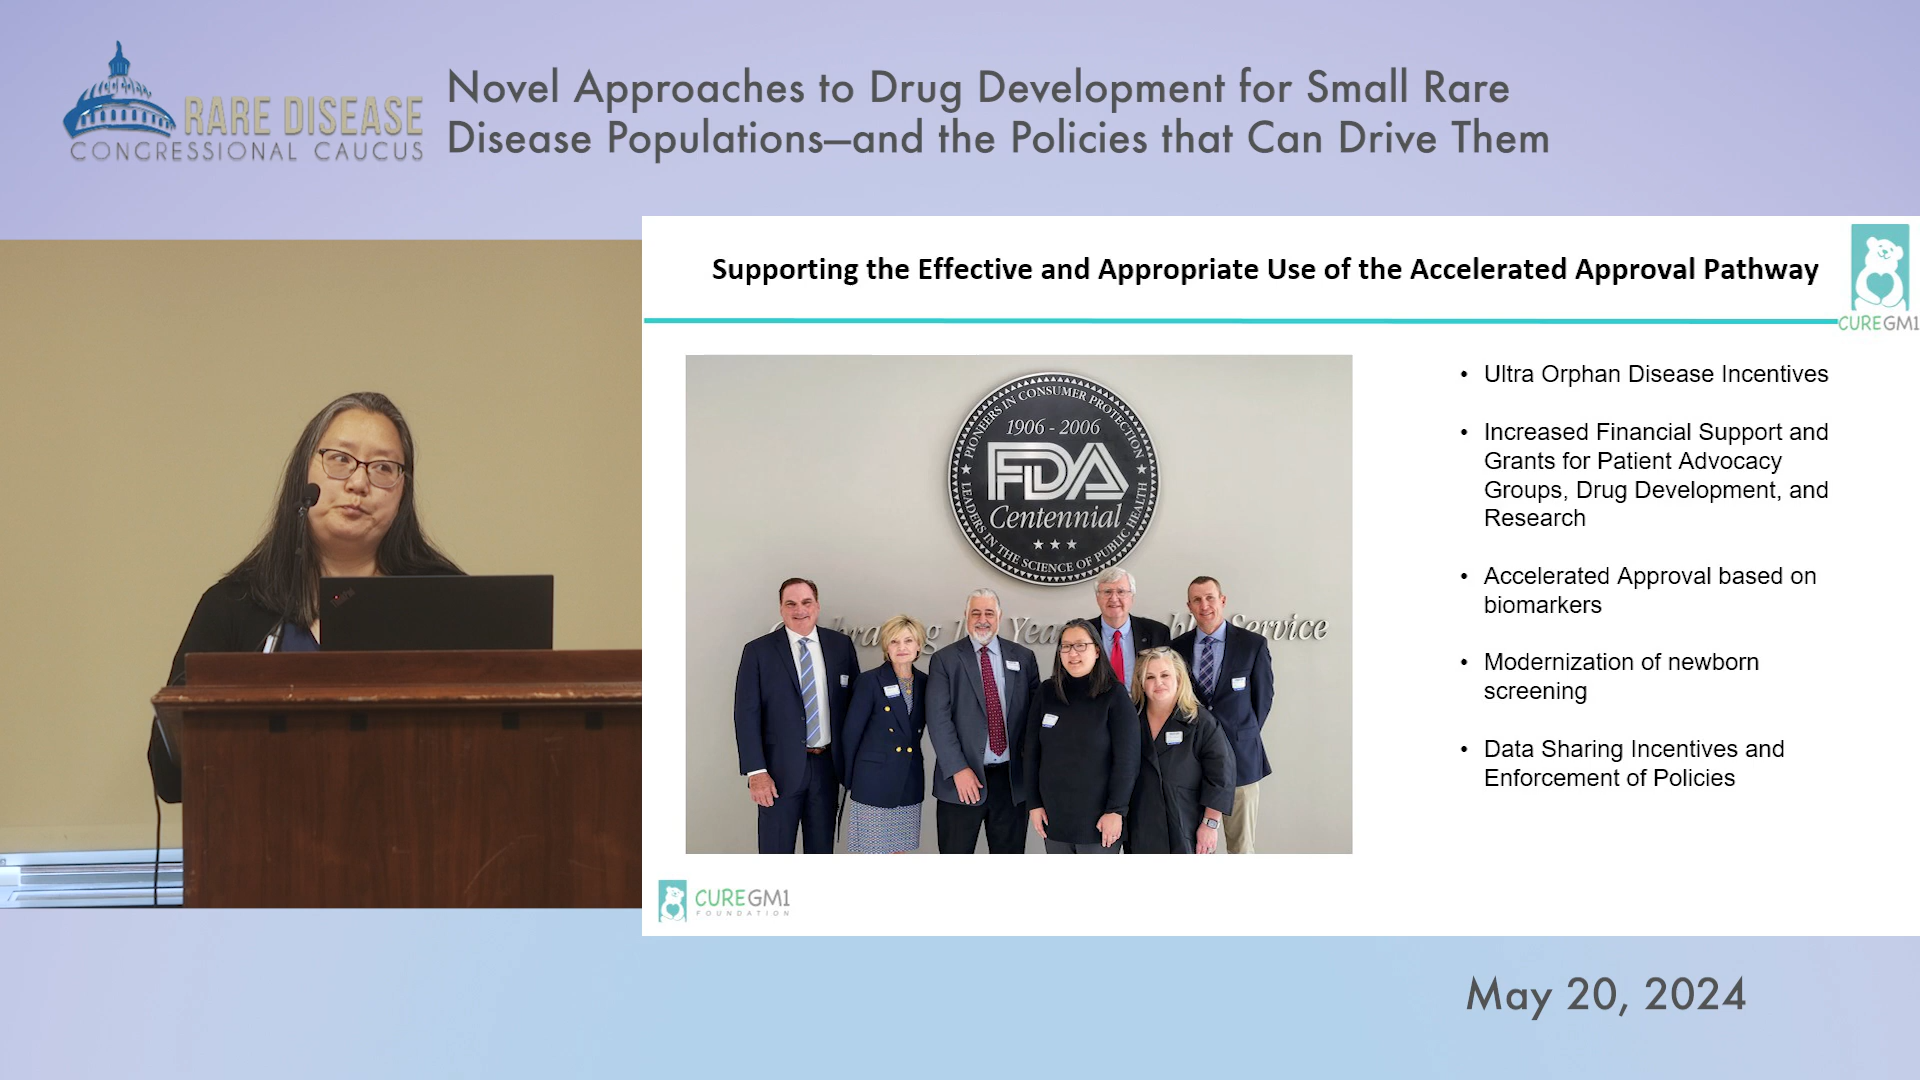 RARE DISEASE
CONGRESSIONAL CAUCUS
Novel Approaches to Drug Development for Small Rare
Disease Populations—and the Policies that Can Drive Them
Supporting the Effective and Appropriate Use of the Accelerated Approval Pathway
CUREGM1
PIONEERS IN CONSUMER PROTECTION
1906 - 2006
FDA
Centennial
LEADERS IN THE SCIENCE OF PUBLIC HEALTH
Service
• Ultra Orphan Disease Incentives
• Increased Financial Support and
Grants for Patient Advocacy
Groups, Drug Development, and
Research
• Accelerated Approval based on
biomarkers
• Modernization of newborn
screening
• Data Sharing Incentives and
Enforcement of Policies
CUREGM1
FOUNDATION
May 20, 2024